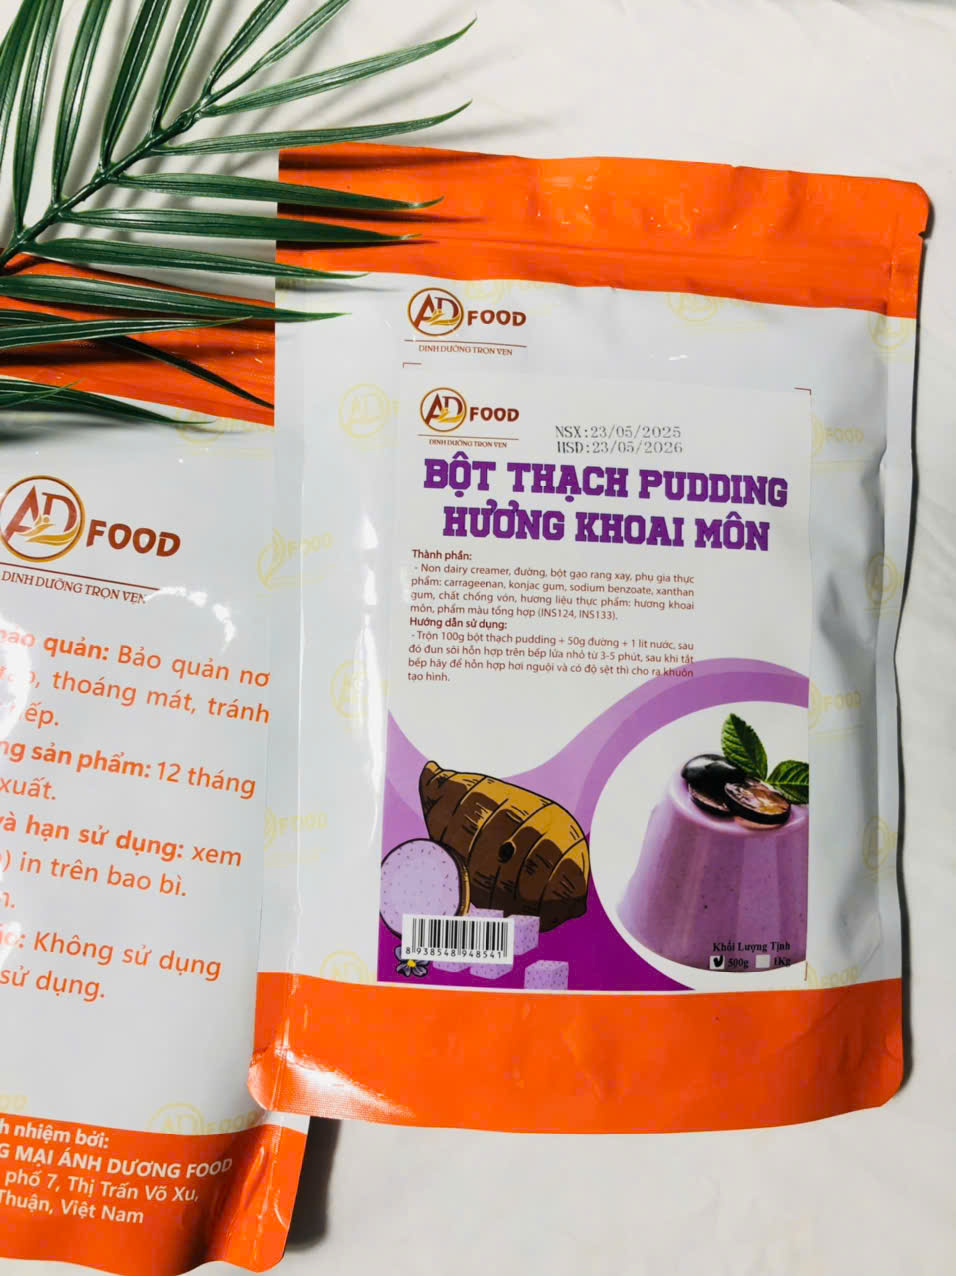 AD FOOD
DINH DƯỠNG TRỌN VẸN
AD FOOD
DINH DƯỠNG TRỌN VẸN
NSX:23/05/2025
HSD:23/05/2026
BỘT THẠCH PUDDING
HƯƠNG KHOAI MÔN
Thành phần:
- Non dairy creamer, đường, bột gạo rang xay, phụ gia thực
phẩm: carrageenan, konjac gum, sodium benzoate, xanthan
gum, chất chống vón, hương liệu thực phẩm: hương khoai
môn, phẩm màu tổng hợp (INS124, INS133).
Hướng dẫn sử dụng:
- Trộn 100g bột thạch pudding + 50g đường + 1 lít nước, sau
đó đun sôi hỗn hợp trên bếp lửa nhỏ từ 3-5 phút, sau khi tắt
bếp hãy để hỗn hợp hơi nguội và có độ sệt thì cho ra khuôn
tạo hình.
8 938548 948541
Khối Lượng Tịnh
500g 1Kg
AD FOOD
DINH DƯỠNG TRỌN VẸN
bảo quản: Bảo quản nơ
thoáng mát, tránh
sản phẩm: 12 tháng
xuất.
và hạn sử dụng: xem
in trên bao bì.
Không sử dụng
sử dụng.
nhiệm bởi:
MẠI ÁNH DƯƠNG FOOD
phố 7, Thị Trấn Võ Xu,
Thuận, Việt Nam